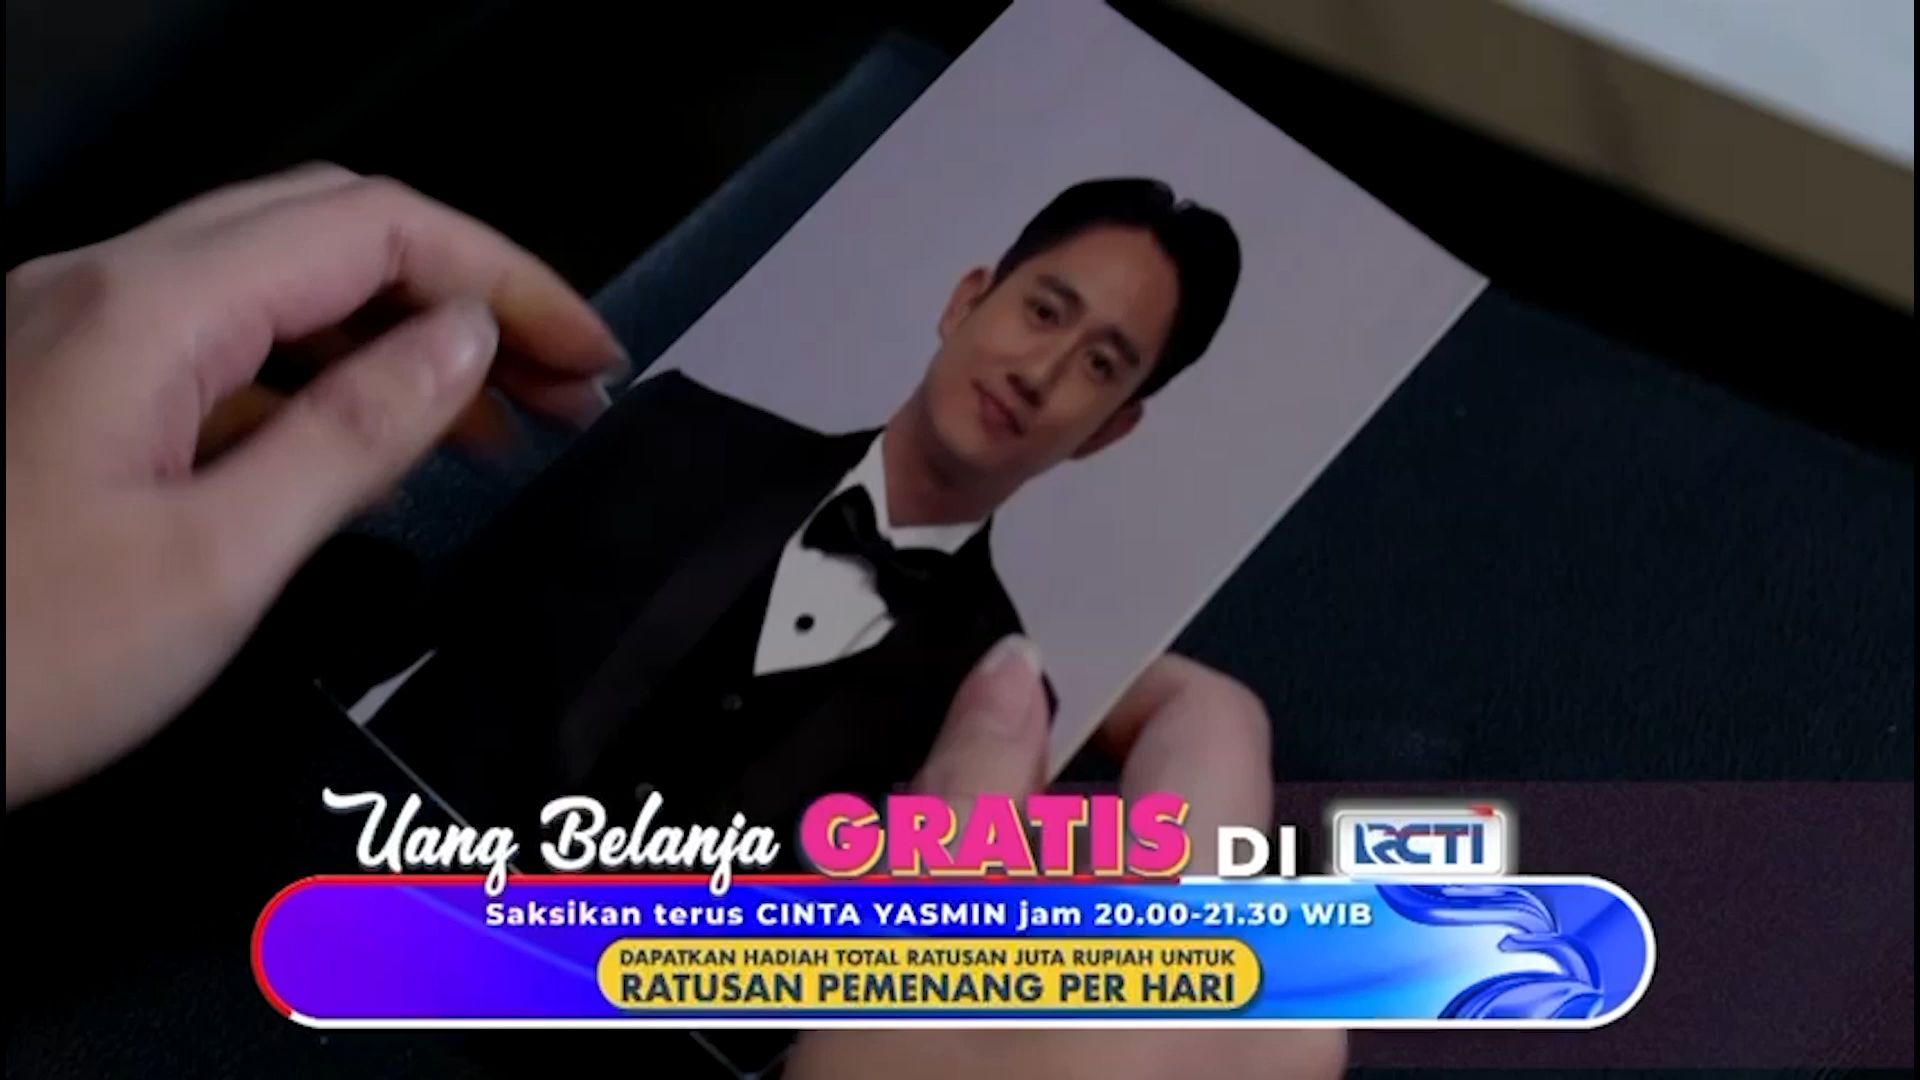 Uang Belanja GRATIS DI RCTI
Saksikan terus CINTA YASMIN jam 20.00-21.30 WIB
DAPATKAN HADIAH TOTAL RATUSAN JUTA RUPIAH UNTUK
RATUSAN PEMENANG PER HARI